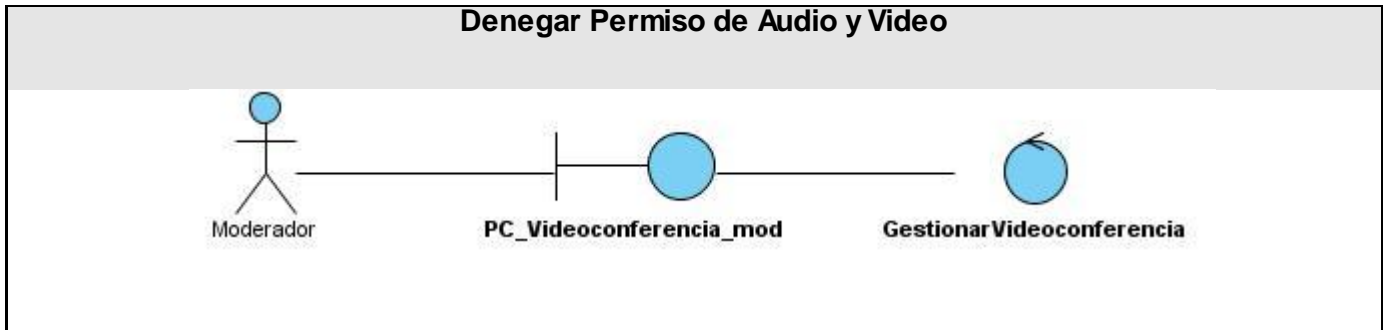 Denegar Permiso de Audio y Video
Moderador
PC_Videoconferencia_mod
GestionarVideoconferencia